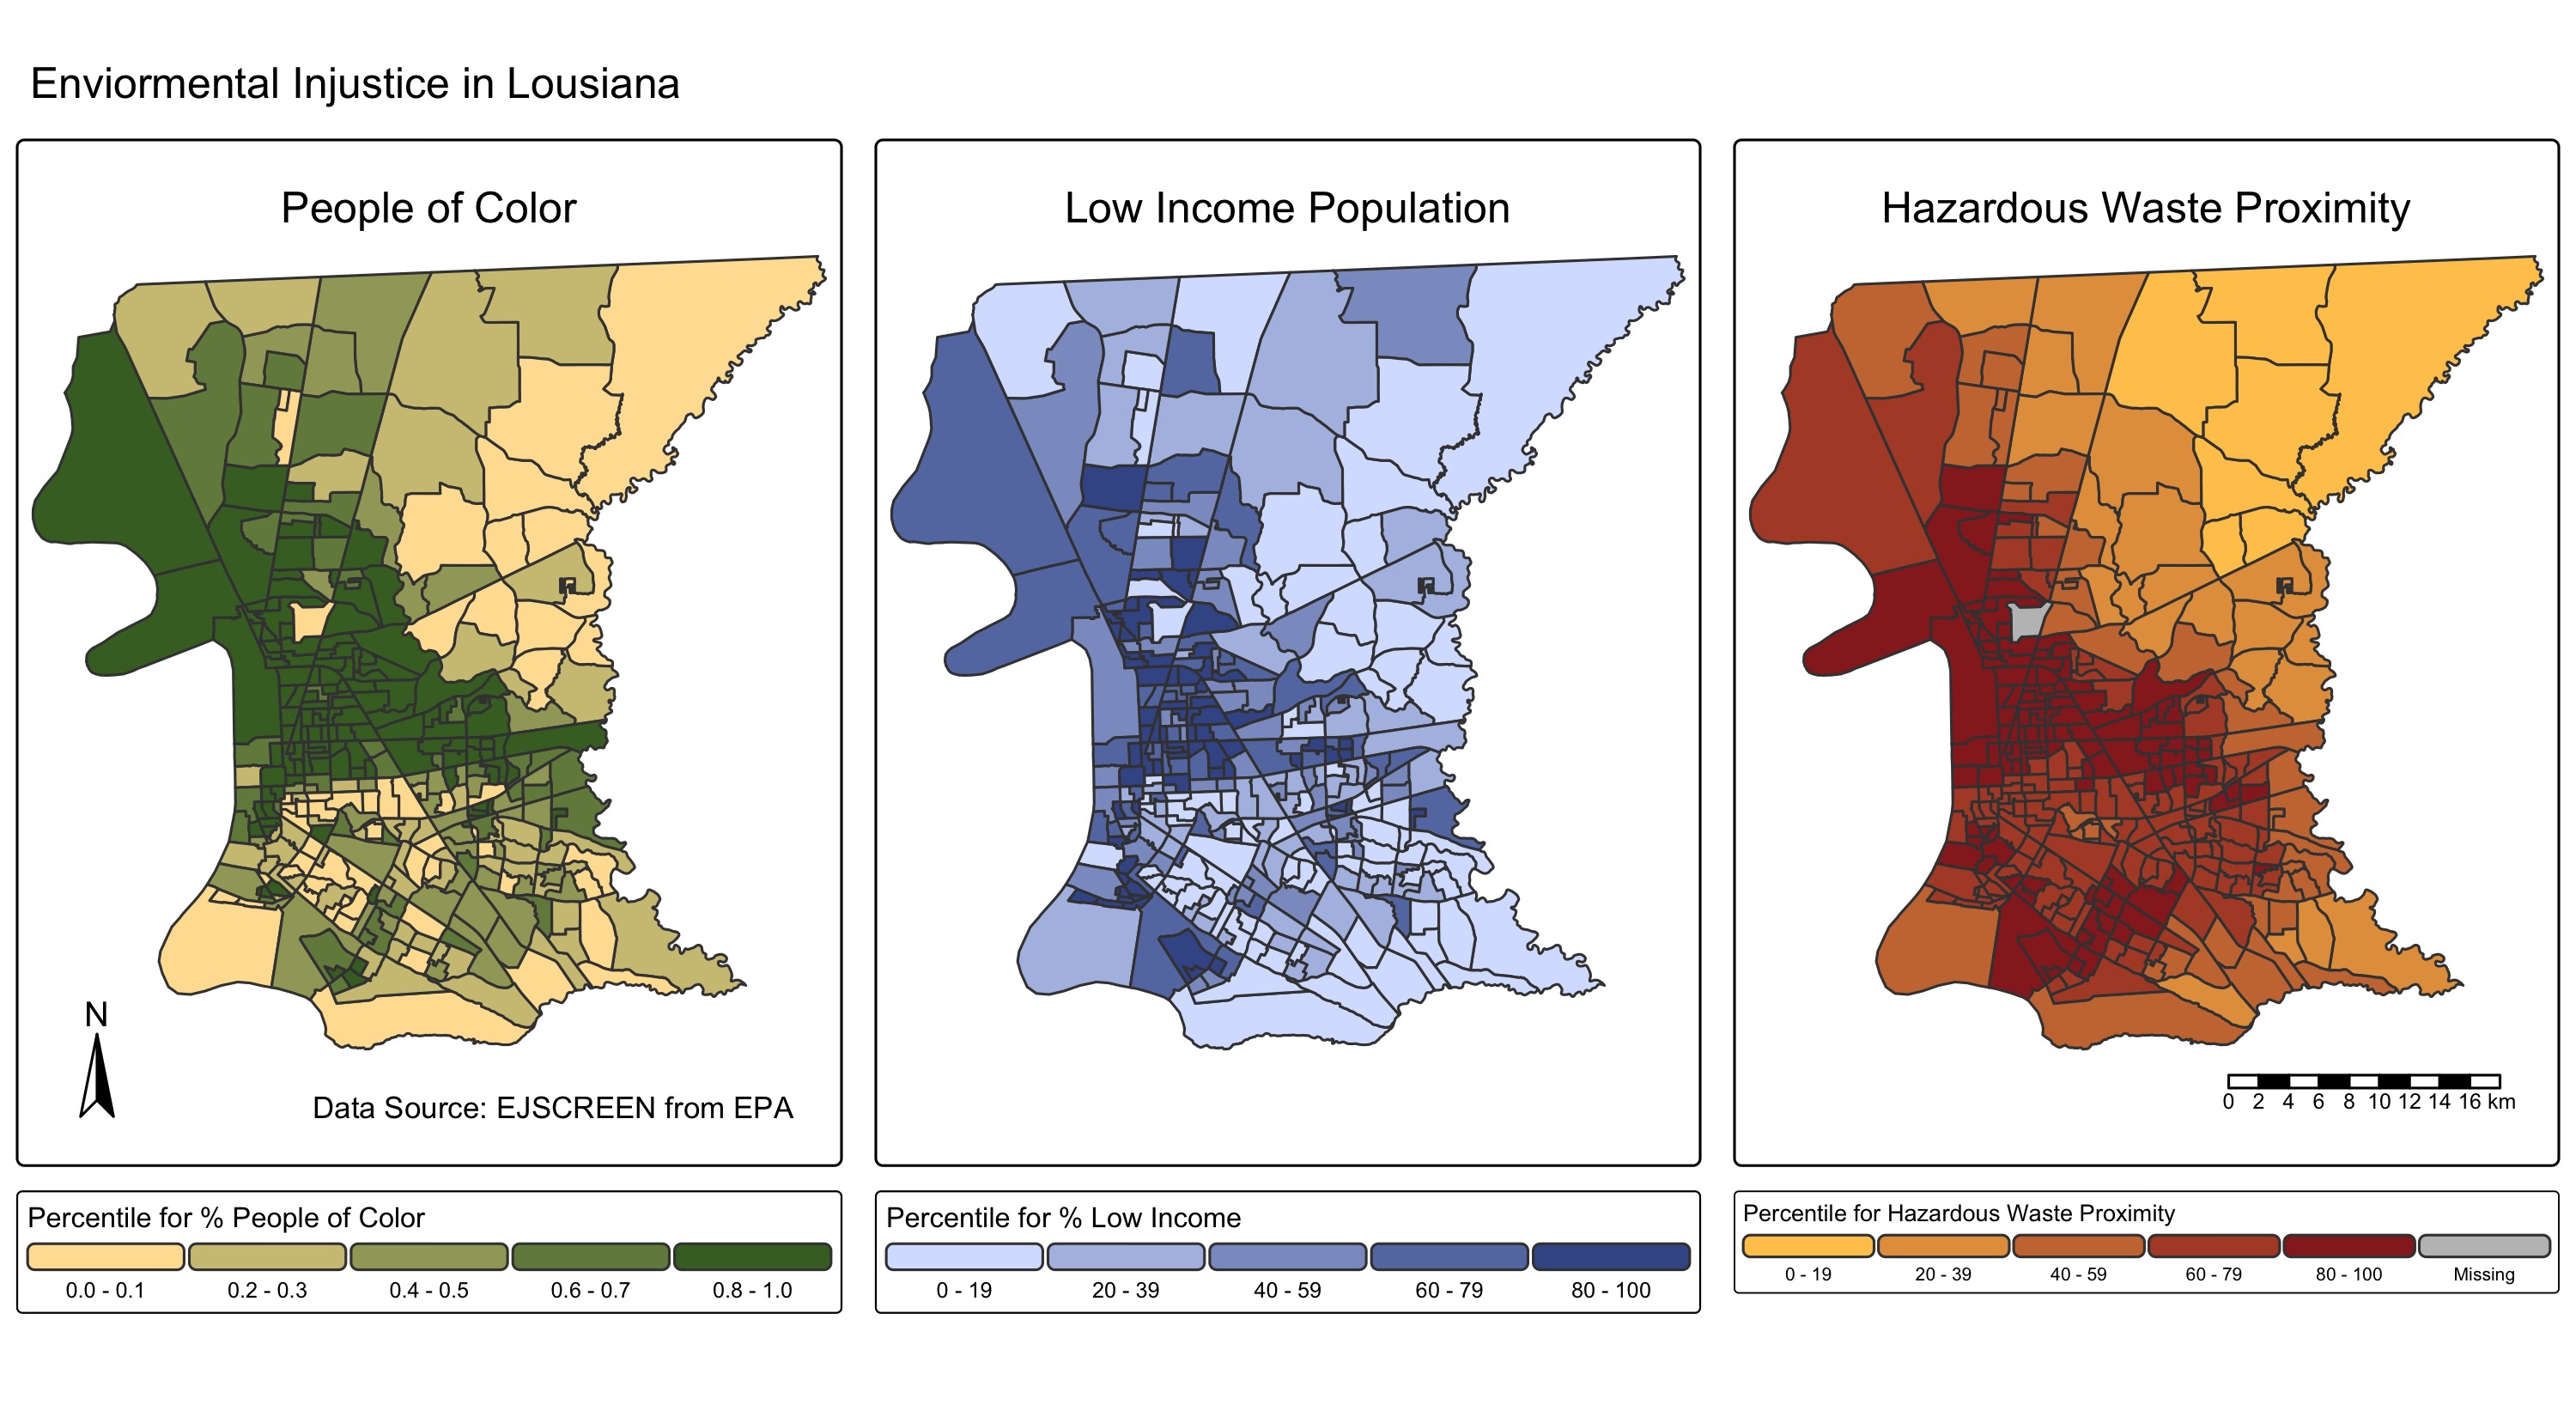 Enviormental Injustice in Lousiana
People of Color
Low Income Population
Hazardous Waste Proximity
N
Data Source: EJSCREEN from EPA
0 2 4 6 8 10 12 14 16 km
Percentile for % People of Color
0.0 - 0.1 0.2 - 0.3 0.4 - 0.5 0.6 - 0.7 0.8 - 1.0
Percentile for % Low Income
0 - 19 20 - 39 40 - 59 60 - 79 80 - 100
Percentile for Hazardous Waste Proximity
0 - 19 20 - 39 40 - 59 60 - 79 80 - 100 Missing